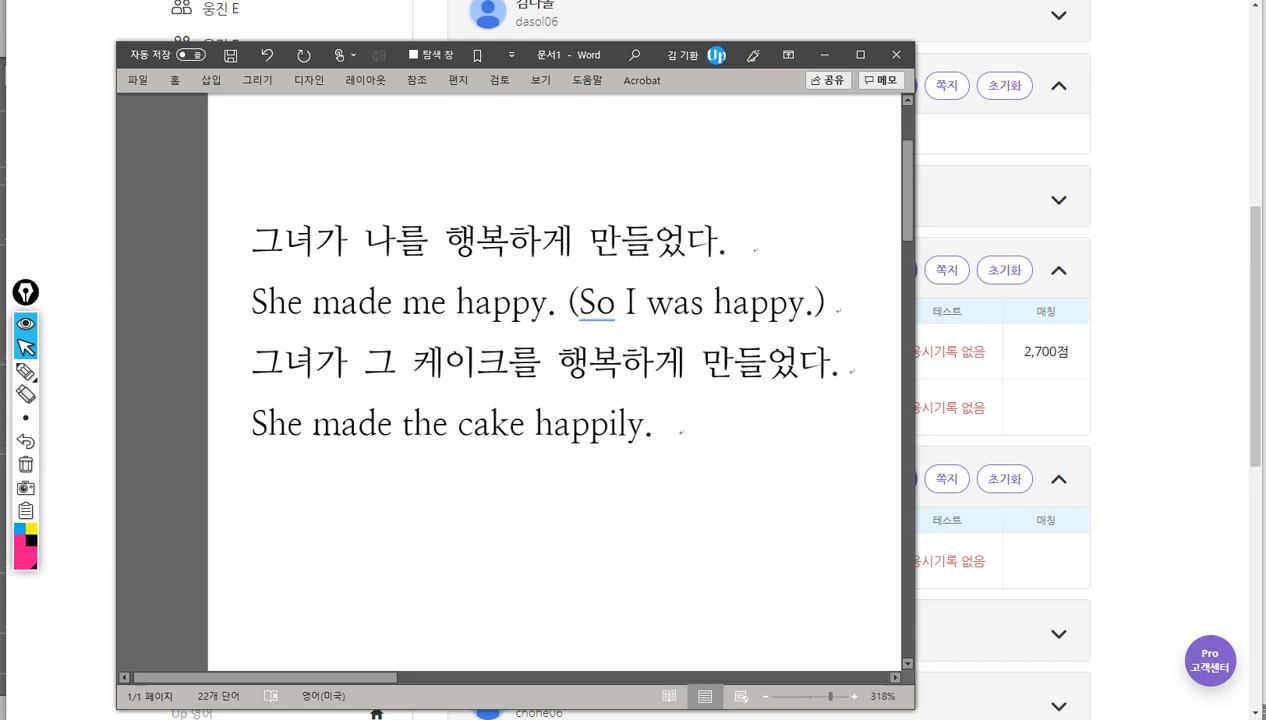 웅진 E
dasol06
자동 저장 끔 탐색 창 문서1 - Word 김 기환 Up
파일 홈 삽입 그리기 디자인 레이아웃 참조 편지 검토 보기 도움말 Acrobat 공유 메모
쪽지 초기화
그녀가 나를 행복하게 만들었다.
She made me happy. (So I was happy.)
그녀가 그 케이크를 행복하게 만들었다.
She made the cake happily.
쪽지 초기화
테스트 매칭
응시기록 없음 2,700점
응시기록 없음
쪽지 초기화
테스트 매칭
응시기록 없음
Pro
고객센터
1/1 페이지 22개 단어 영어(미국) 318%
Up 영어